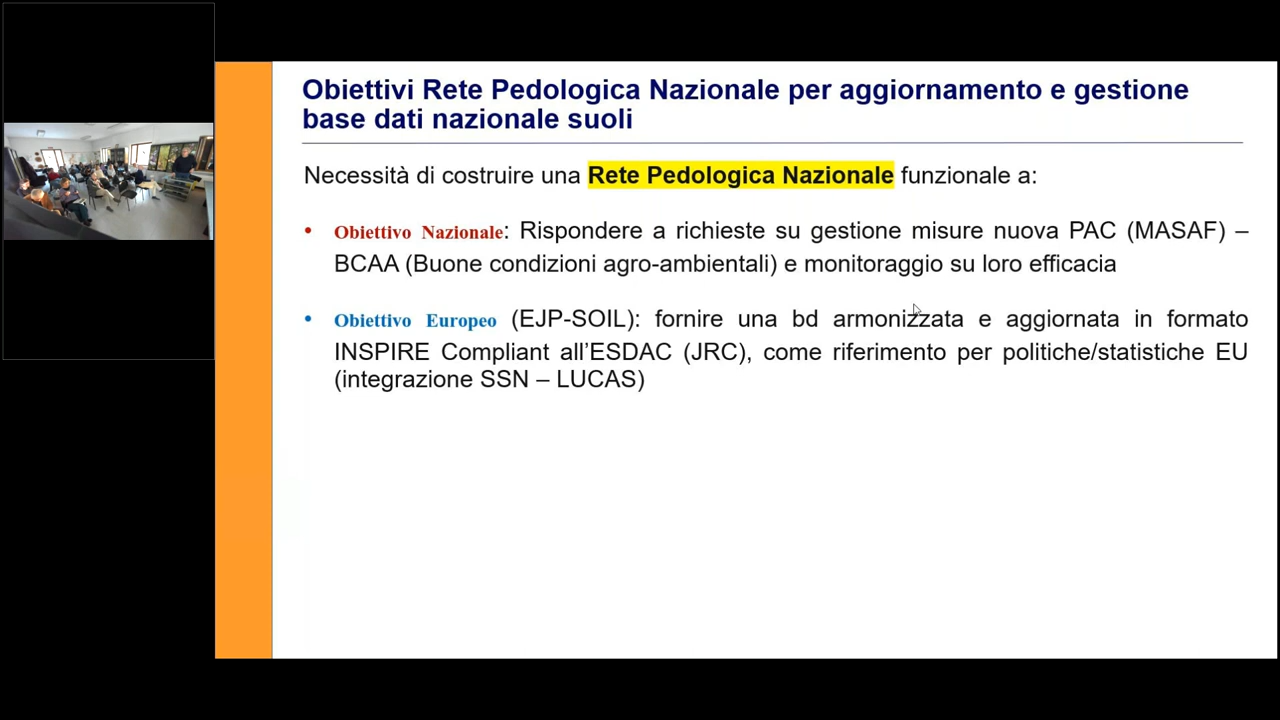 Obiettivi Rete Pedologica Nazionale per aggiornamento e gestione
base dati nazionale suoli
Necessità di costruire una Rete Pedologica Nazionale funzionale a:
• Obiettivo Nazionale: Rispondere a richieste su gestione misure nuova PAC (MASAF) –
BCAA (Buone condizioni agro-ambientali) e monitoraggio su loro efficacia
• Obiettivo Europeo (EJP-SOIL): fornire una bd armonizzata e aggiornata in formato
INSPIRE Compliant all’ESDAC (JRC), come riferimento per politiche/statistiche EU
(integrazione SSN – LUCAS)